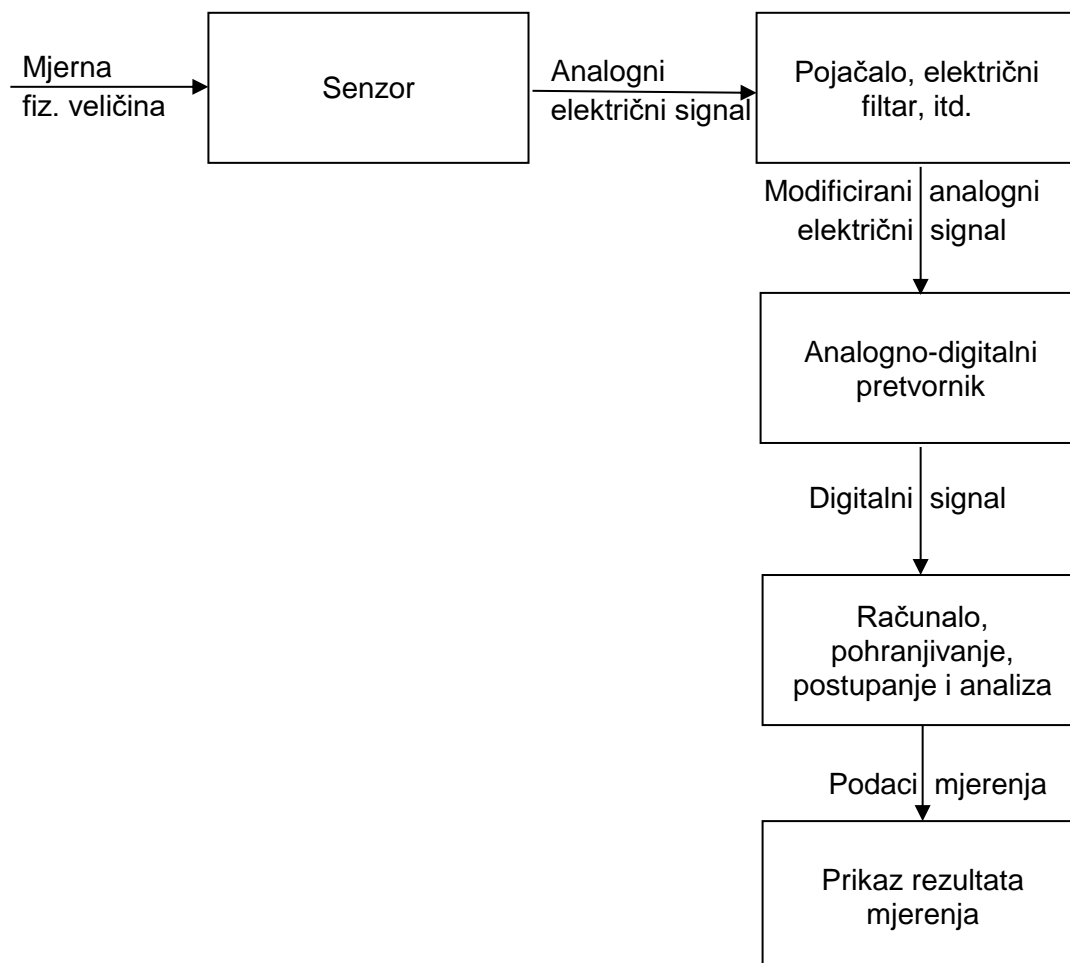 Mjerna
fiz. veličina
Senzor
Analogni
električni signal
Pojačalo, električni
filtar, itd.
Modificirani analogni
električni signal
Analogno-digitalni
pretvornik
Digitalni signal
Računalo,
pohranjivanje,
postupanje i analiza
Podaci mjerenja
Prikaz rezultata
mjerenja